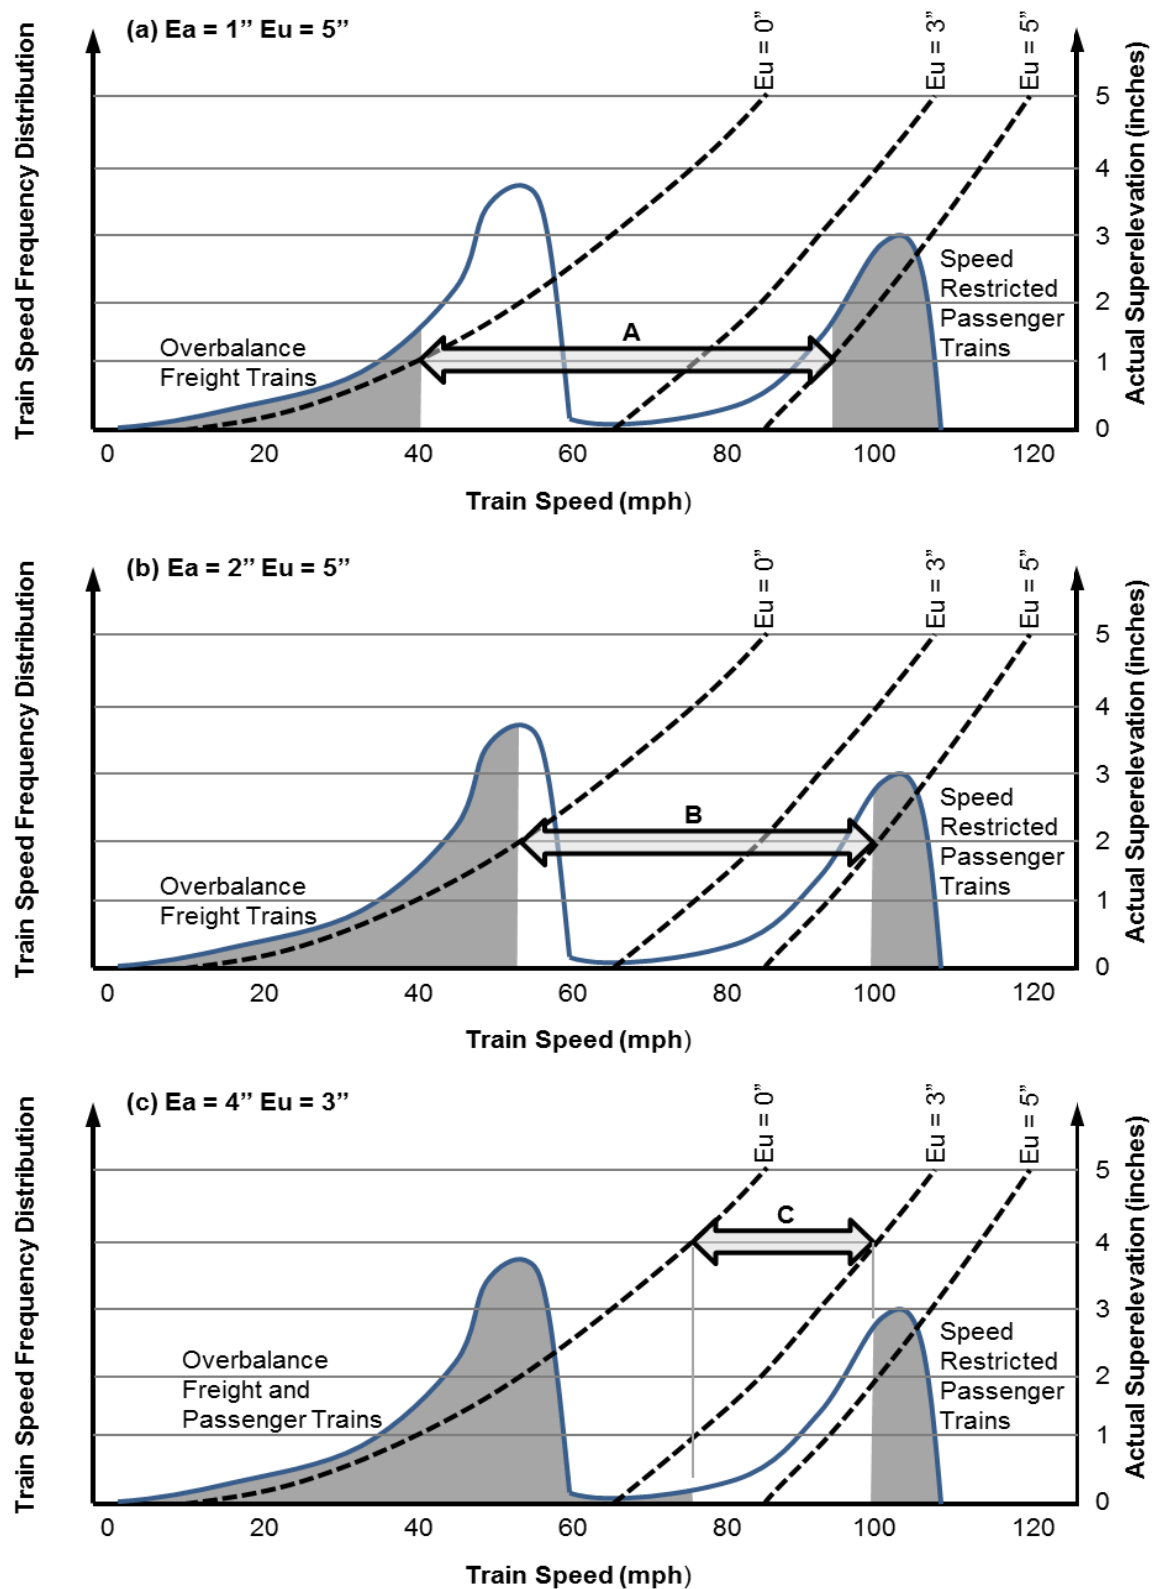 (a) Ea = 1” Eu = 5”
Eu = 0”
Eu = 3”
Eu = 5”
Train Speed Frequency Distribution
Actual Superelevation (inches)
5
4
3
2
1
0
A
Overbalance
Freight Trains
Speed
Restricted
Passenger
Trains
0 20 40 60 80 100 120
Train Speed (mph)
(b) Ea = 2” Eu = 5”
Eu = 0”
Eu = 3”
Eu = 5”
Train Speed Frequency Distribution
Actual Superelevation (inches)
5
4
3
2
1
0
B
Overbalance
Freight Trains
Speed
Restricted
Passenger
Trains
0 20 40 60 80 100 120
Train Speed (mph)
(c) Ea = 4” Eu = 3”
Eu = 0”
Eu = 3”
Eu = 5”
Train Speed Frequency Distribution
Actual Superelevation (inches)
5
4
3
2
1
0
C
Overbalance
Freight and
Passenger Trains
Speed
Restricted
Passenger
Trains
0 20 40 60 80 100 120
Train Speed (mph)